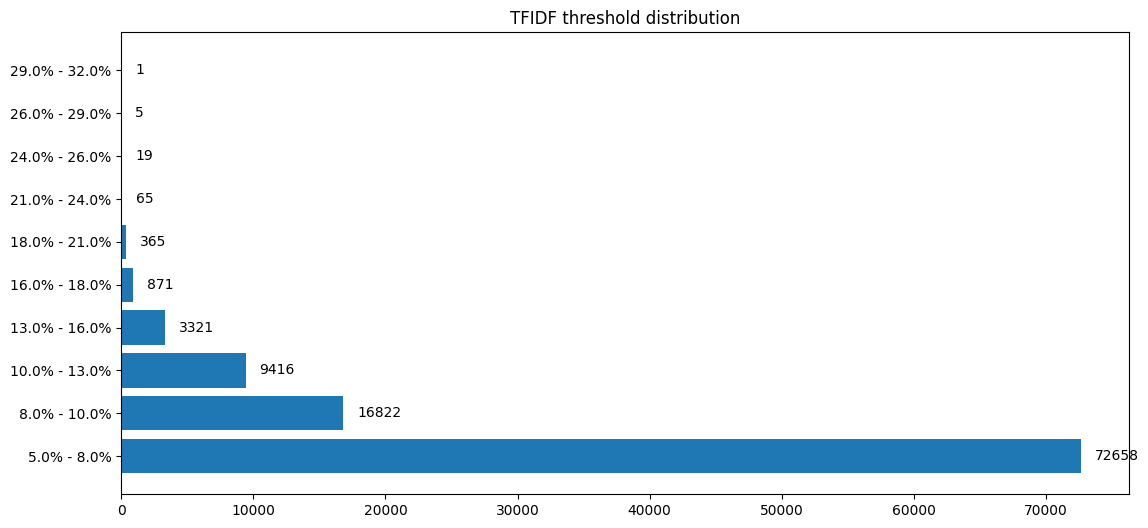 TFIDF threshold distribution
29.0% - 32.0% 1
26.0% - 29.0% 5
24.0% - 26.0% 19
21.0% - 24.0% 65
18.0% - 21.0% 365
16.0% - 18.0% 871
13.0% - 16.0% 3321
10.0% - 13.0% 9416
8.0% - 10.0% 16822
5.0% - 8.0% 72658
0 10000 20000 30000 40000 50000 60000 70000